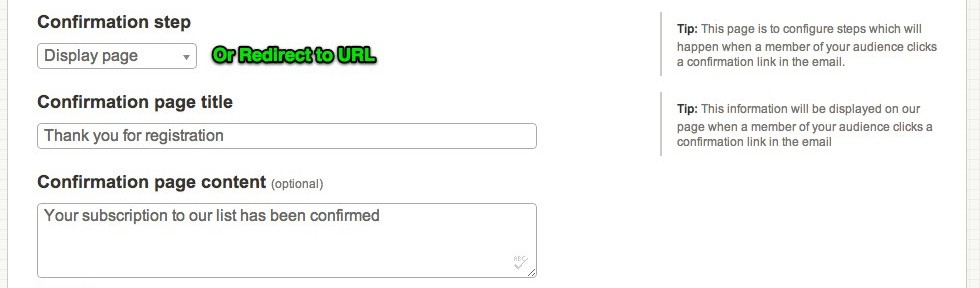 Confirmation step
Display page
Or Redirect to URL
Tip: This page is to configure steps which will
happen when a member of your audience clicks
a confirmation link in the email.
Confirmation page title
Thank you for registration
Tip: This information will be displayed on our
page when a member of your audience clicks a
confirmation link in the email
Confirmation page content (optional)
Your subscription to our list has been confirmed
ABC